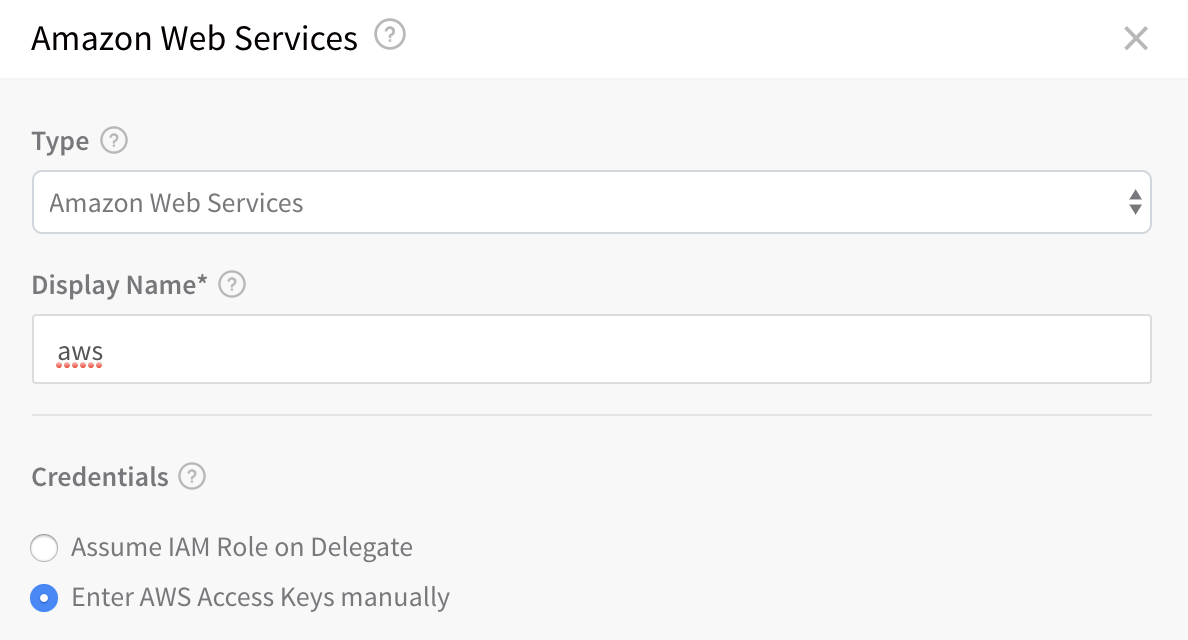 Amazon Web Services ?
Type ?
Amazon Web Services
Display Name* ?
aws
Credentials ?
Assume IAM Role on Delegate
Enter AWS Access Keys manually